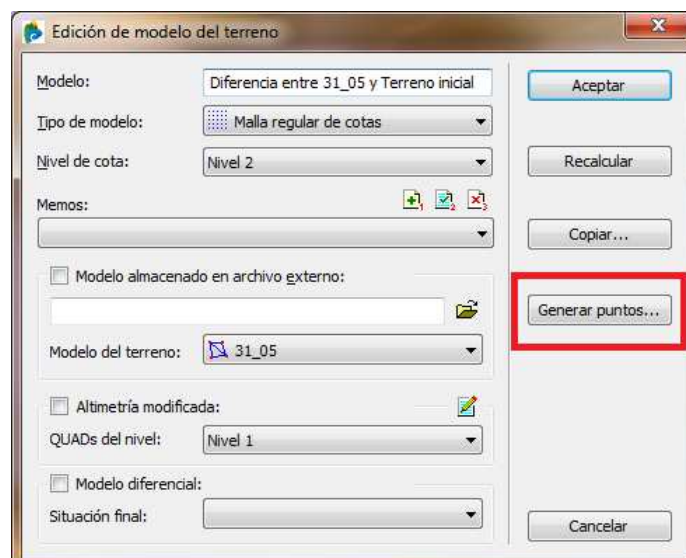 Edición de modelo del terreno
Modelo: Diferencia entre 31_05 y Terreno inicial
Aceptar
Tipo de modelo: Malla regular de cotas
Nivel de cota: Nivel 2
Recalcular
Memos:
Copiar...
Modelo almacenado en archivo externo:
Generar puntos...
Modelo del terreno: 31_05
Altimetría modificada:
QUADs del nivel: Nivel 1
Modelo diferencial:
Situación final:
Cancelar